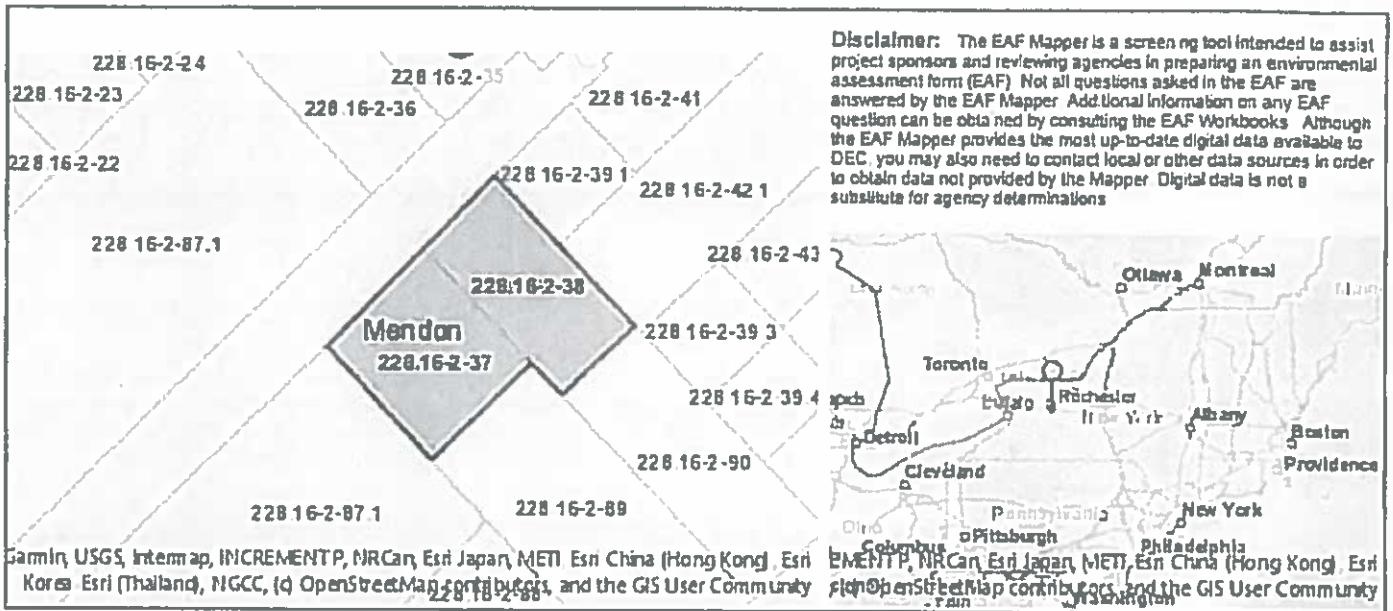 228 16-2-24
228 16-2-35
228 16-2-23
228 16-2-36
228 16-2-41
228 16-2-22
228 16-2-39 1
228 16-2-42 1
228 16-2-87.1
228 16-2-43
228.16-2-38
Mendon
228 16-2-39 3
228.16-2-37
228 16-2-39.4
228 16-2-90
228 16-2-87.1
228 16-2-89
Garmin, USGS, Intermap, INCREMENT P, NRCan, Esri Japan, METI, Esri China (Hong Kong), Esri
Korea Esri (Thailand), NGCC, (c) OpenStreetMap contributors, and the GIS User Community
Disclaimer: The EAF Mapper is a screening tool intended to assist
project sponsors and reviewing agencies in preparing an environmental
assessment form (EAF) Not all questions asked in the EAF are
answered by the EAF Mapper Additional information on any EAF
question can be obtained by consulting the EAF Workbooks Although
the EAF Mapper provides the most up-to-date digital data available to
DEC, you may also need to contact local or other data sources in order
to obtain data not provided by the Mapper Digital data is not a
substitute for agency determinations
Ottawa
Montreal
Toronto
Rochester
Albany
Detroit
Boston
Providence
Cleveland
New York
Pittsburgh
Philadelphia
Columbus
EMENT P, NRCan, Esri Japan, METI, Esri China (Hong Kong), Esri
OpenStreetMap contributors, and the GIS User Community
Washington